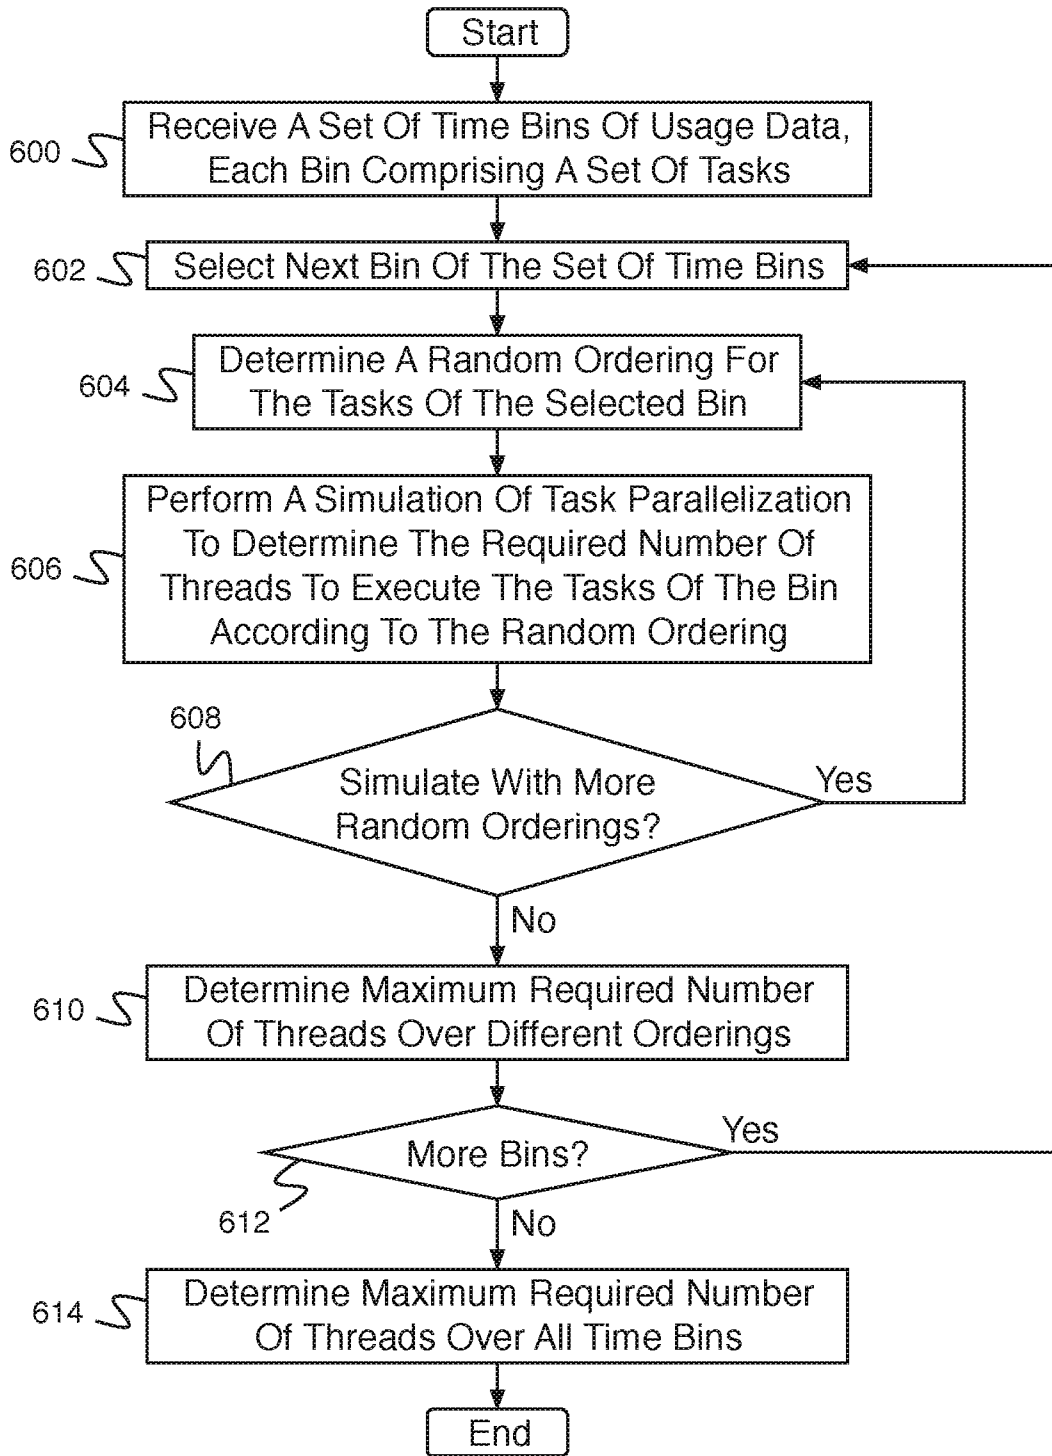 Start
600
Receive A Set Of Time Bins Of Usage Data,
Each Bin Comprising A Set Of Tasks
602
Select Next Bin Of The Set Of Time Bins
604
Determine A Random Ordering For
The Tasks Of The Selected Bin
606
Perform A Simulation Of Task Parallelization
To Determine The Required Number Of
Threads To Execute The Tasks Of The Bin
According To The Random Ordering
608
Simulate With More
Random Orderings?
Yes
No
610
Determine Maximum Required Number
Of Threads Over Different Orderings
612
More Bins?
Yes
No
614
Determine Maximum Required Number
Of Threads Over All Time Bins
End